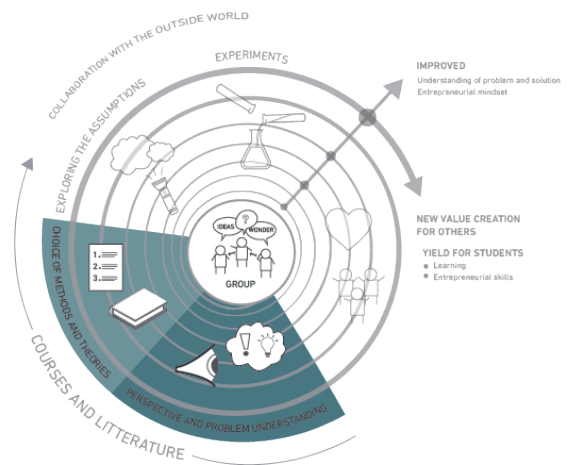 COLLABORATION WITH THE OUTSIDE WORLD
EXPERIMENTS
EXPLORING THE ASSUMPTIONS
IMPROVED
Understanding of problem and solution
Entrepreneurial mindset
IDEAS
?
WONDER
GROUP
NEW VALUE CREATION
FOR OTHERS
YIELD FOR STUDENTS
Learning
Entrepreneurial skills
1.
2.
3.
!
CHOICE OF METHODS AND THEORIES
PERSPECTIVE AND PROBLEM UNDERSTANDING
COURSES AND LITTERATURE